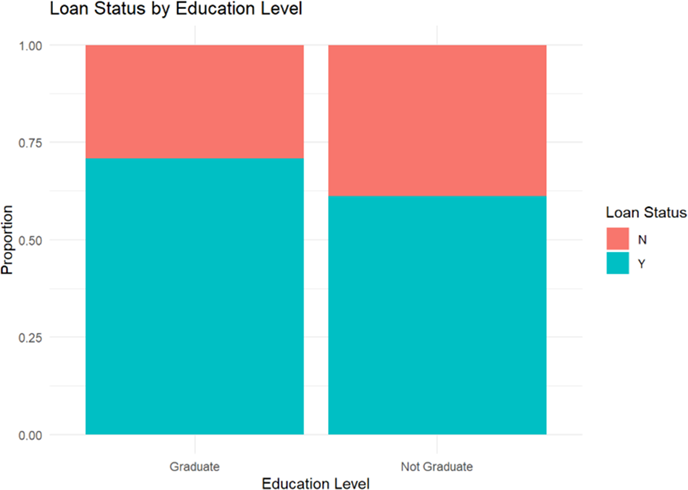 Loan Status by Education Level
1.00
0.75
0.50
0.25
0.00
Proportion
Graduate
Not Graduate
Education Level
Loan Status
N
Y